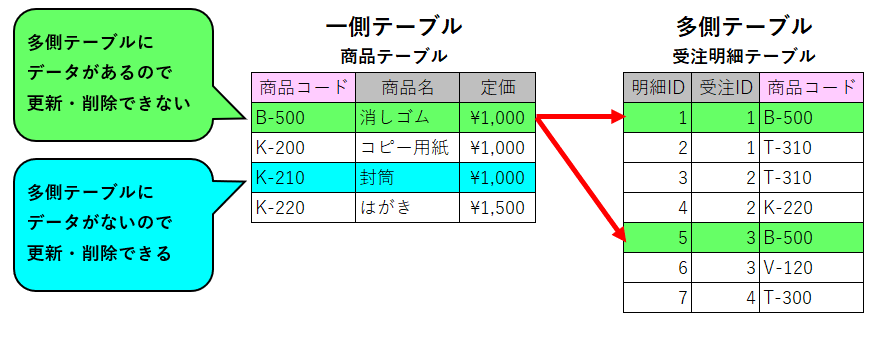 多側テーブルに
データがあるので
更新・削除できない
多側テーブルに
データがないので
更新・削除できる
一側テーブル
商品テーブル
商品コード 商品名 定価
B-500 消しゴム ¥1,000
K-200 コピー用紙 ¥1,000
K-210 封筒 ¥1,000
K-220 はがき ¥1,500
多側テーブル
受注明細テーブル
明細ID 受注ID 商品コード
1 1 B-500
2 1 T-310
3 2 T-310
4 2 K-220
5 3 B-500
6 3 V-120
7 4 T-300